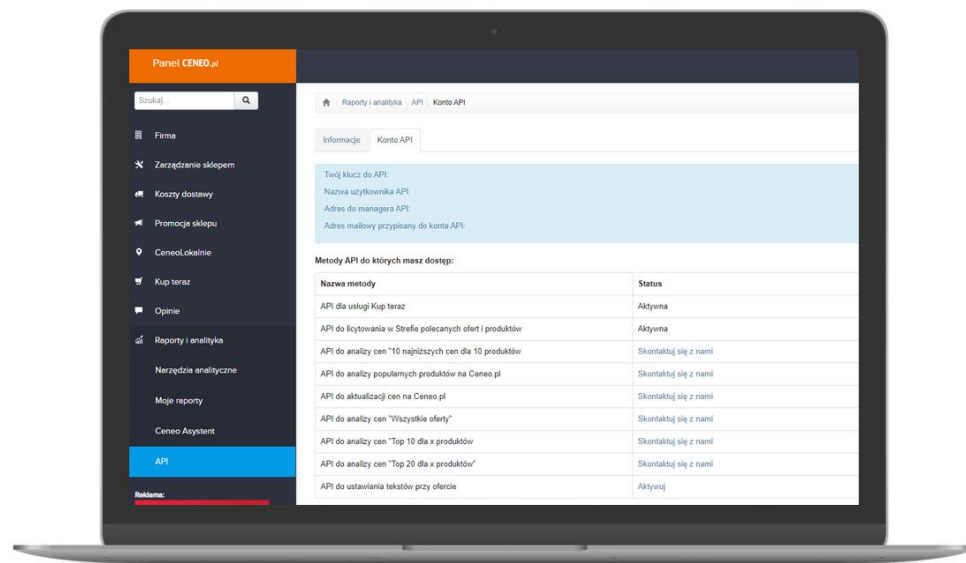 Panel CENEO.pl
Szukaj...
Firma
Zarządzanie sklepem
Koszty dostawy
Promocja sklepu
CeneoLokalnie
Kup teraz
Opinie
Raporty i analityka
Narzędzia analityczne
Moje raporty
Ceneo Asystent
API
Reklama:
Raporty i analityka API Konto API
Informacje Konto API
Twój klucz do API:
Nazwa użytkownika API:
Adres do managera API:
Adres mailowy przypisany do konta API:
Metody API do których masz dostęp:
Nazwa metody Status
API dla usługi Kup teraz Aktywna
API do licytowania w Strefie polecanych ofert i produktów Aktywna
API do analizy cen "10 najniższych cen dla 10 produktów Skontaktuj się z nami
API do analizy popularnych produktów na Ceneo.pl Skontaktuj się z nami
API do aktualizacji cen na Ceneo.pl Skontaktuj się z nami
API do analizy cen "Wszystkie oferty" Skontaktuj się z nami
API do analizy cen "Top 10 dla x produktów Skontaktuj się z nami
API do analizy cen "Top 20 dla x produktów" Skontaktuj się z nami
API do ustawiania tekstów przy ofercie Aktywuj